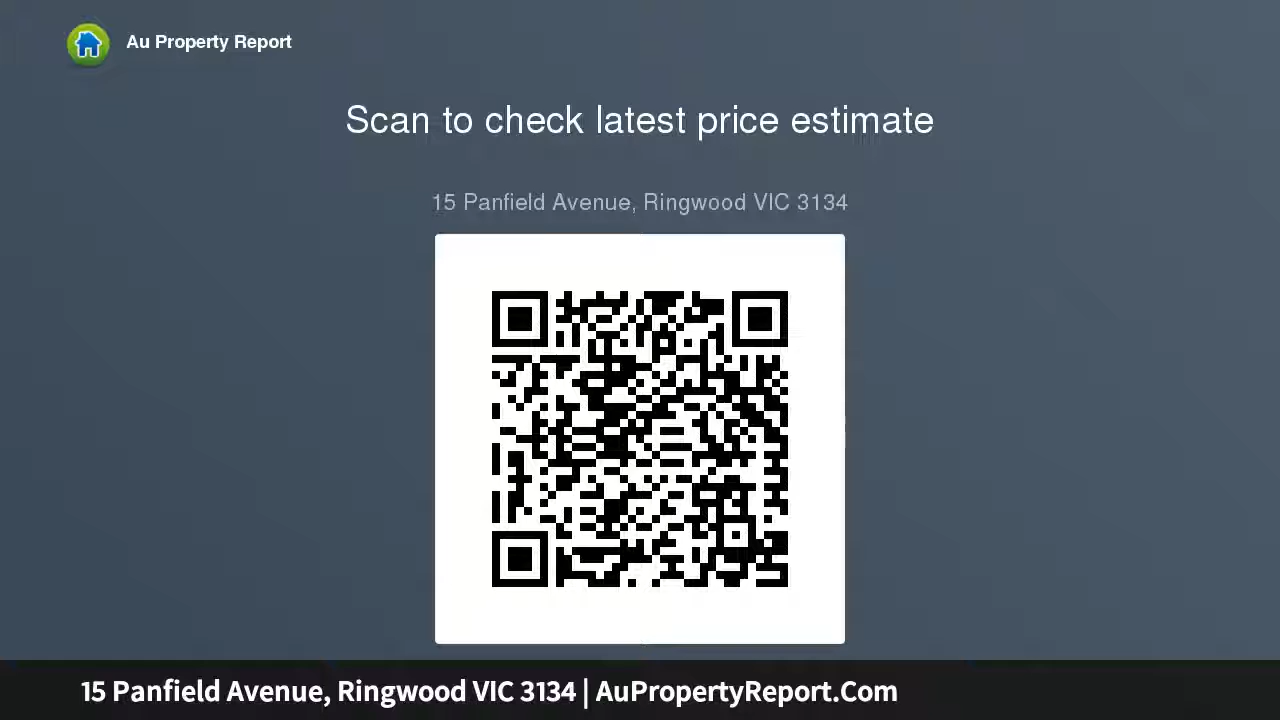 Au Property Report
Scan to check latest price estimate
15 Panfield Avenue, Ringwood VIC 3134
15 Panfield Avenue, Ringwood VIC 3134 | AuPropertyReport.Com